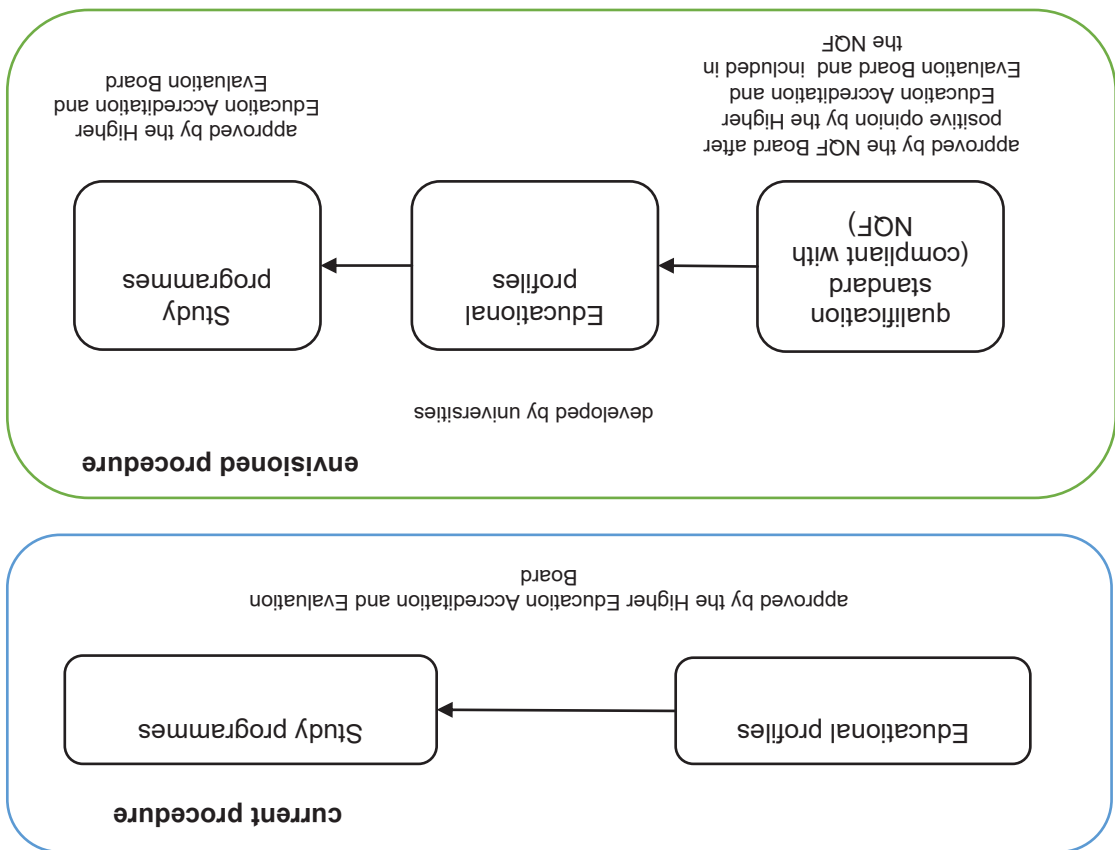 current procedure
Educational profiles
Study programmes
approved by the Higher Education Accreditation and Evaluation
Board
envisioned procedure
developed by universities
qualification
standard
(compliant with
NQF)
Educational
profiles
Study
programmes
approved by the NQF Board after
positive opinion by the Higher
Education Accreditation and
Evaluation Board and included in
the NQF
approved by the Higher
Education Accreditation and
Evaluation Board